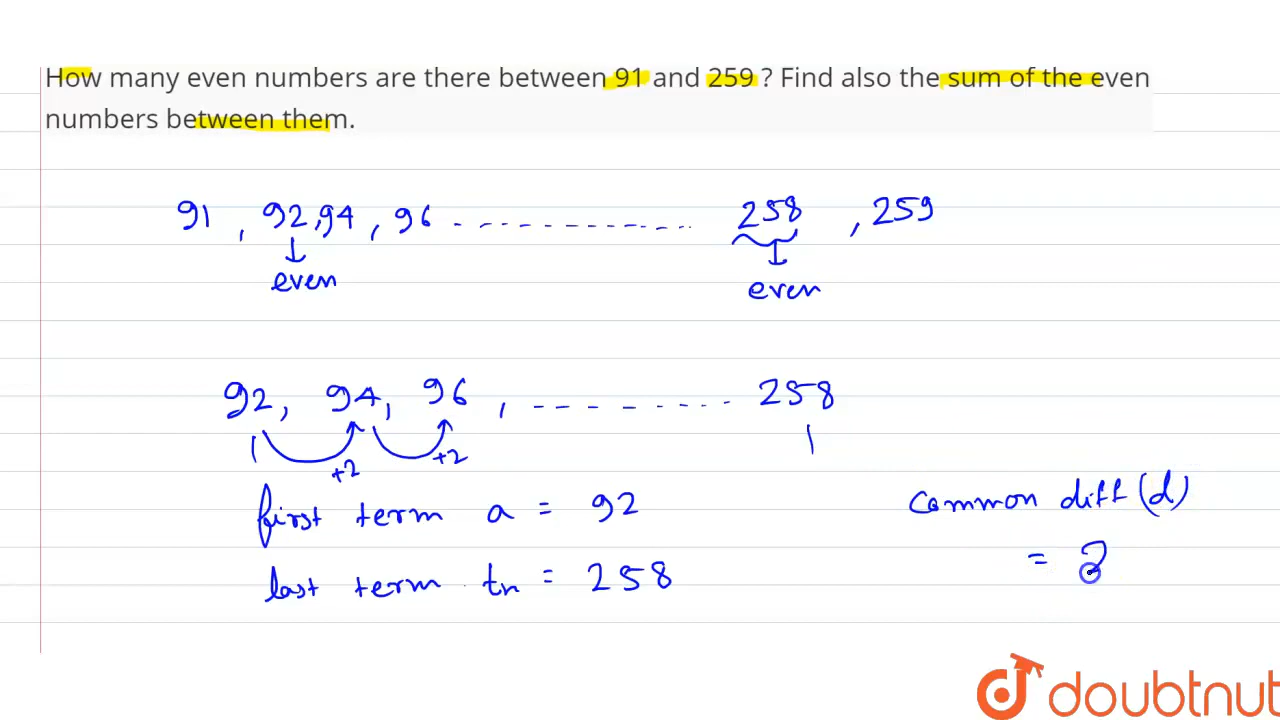 How many even numbers are there between 91 and 259 ? Find also the sum of the even
numbers between them.
91 , 92,94 , 96 ------------ 258 , 259
even even
92, 94, 96 , ----------- 258
+2 +2
first term a = 92 common diff (d)
= 2
last term tn = 258
doubtnut